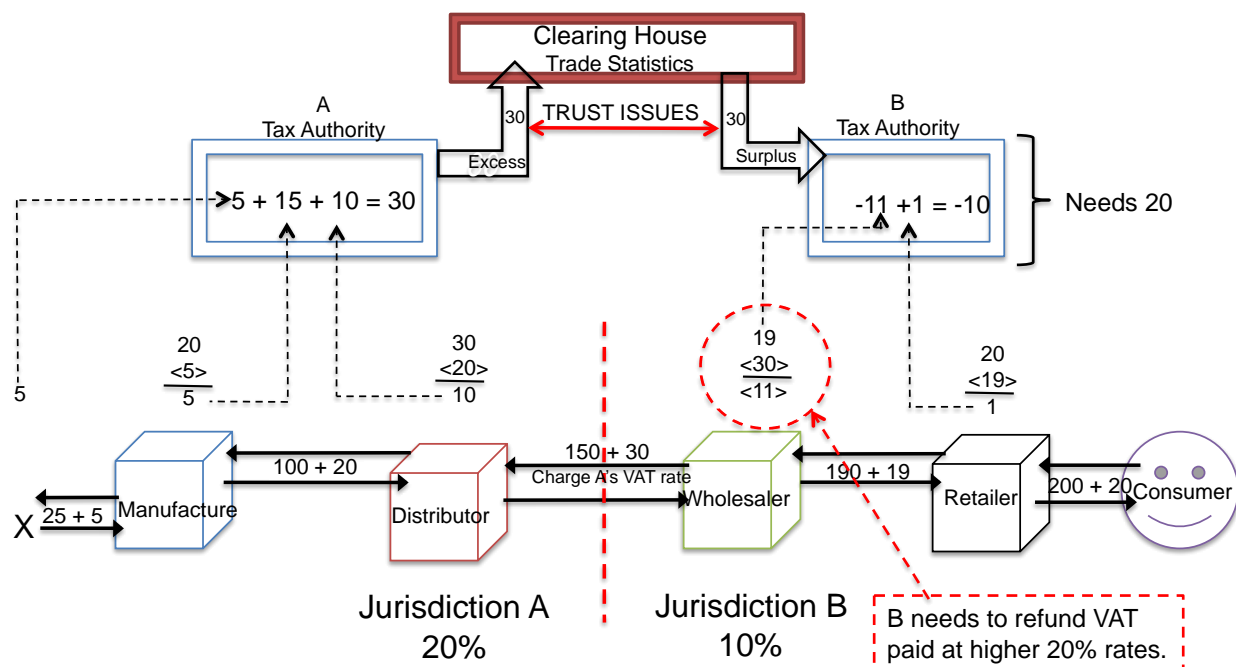 Clearing House
Trade Statistics
A
Tax Authority
30
TRUST ISSUES
30
B
Tax Authority
Excess
Surplus
5 + 15 + 10 = 30
-11 +1 = -10
Needs 20
5
20
<5>
5
30
<20>
10
19
<30>
<11>
20
<19>
1
X
25 + 5
Manufacture
100 + 20
Distributor
150 + 30
Charge A's VAT rate
Wholesaler
190 + 19
Retailer
200 + 20
Consumer
Jurisdiction A
20%
Jurisdiction B
10%
B needs to refund VAT
paid at higher 20% rates.